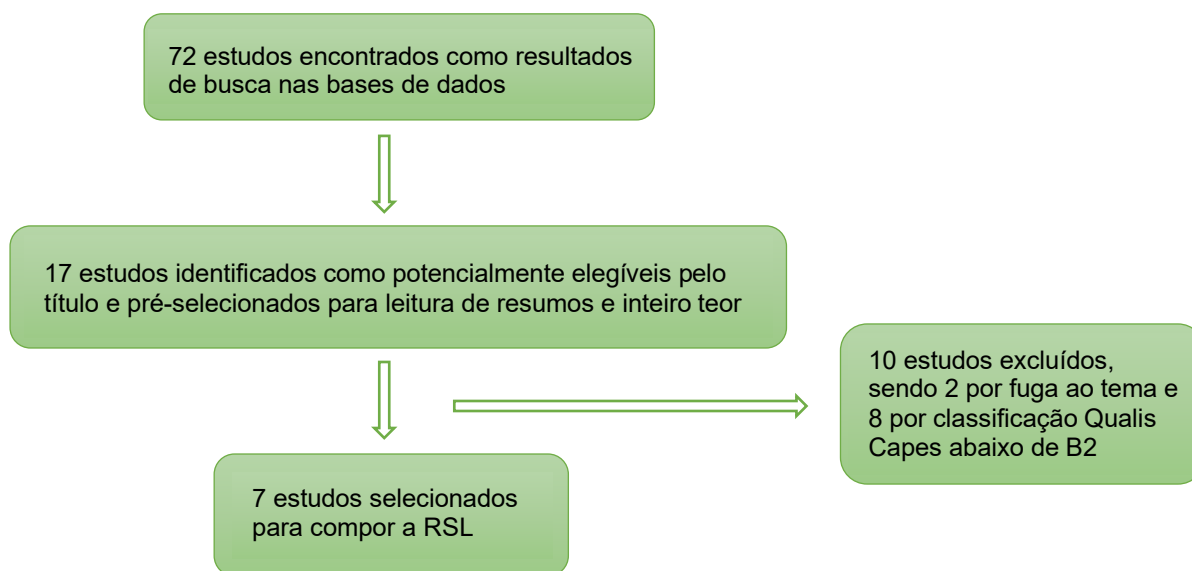 72 estudos encontrados como resultados
de busca nas bases de dados
17 estudos identificados como potencialmente elegíveis pelo
título e pré-selecionados para leitura de resumos e inteiro teor
10 estudos excluídos,
sendo 2 por fuga ao tema e
8 por classificação Qualis
Capes abaixo de B2
7 estudos selecionados
para compor a RSL